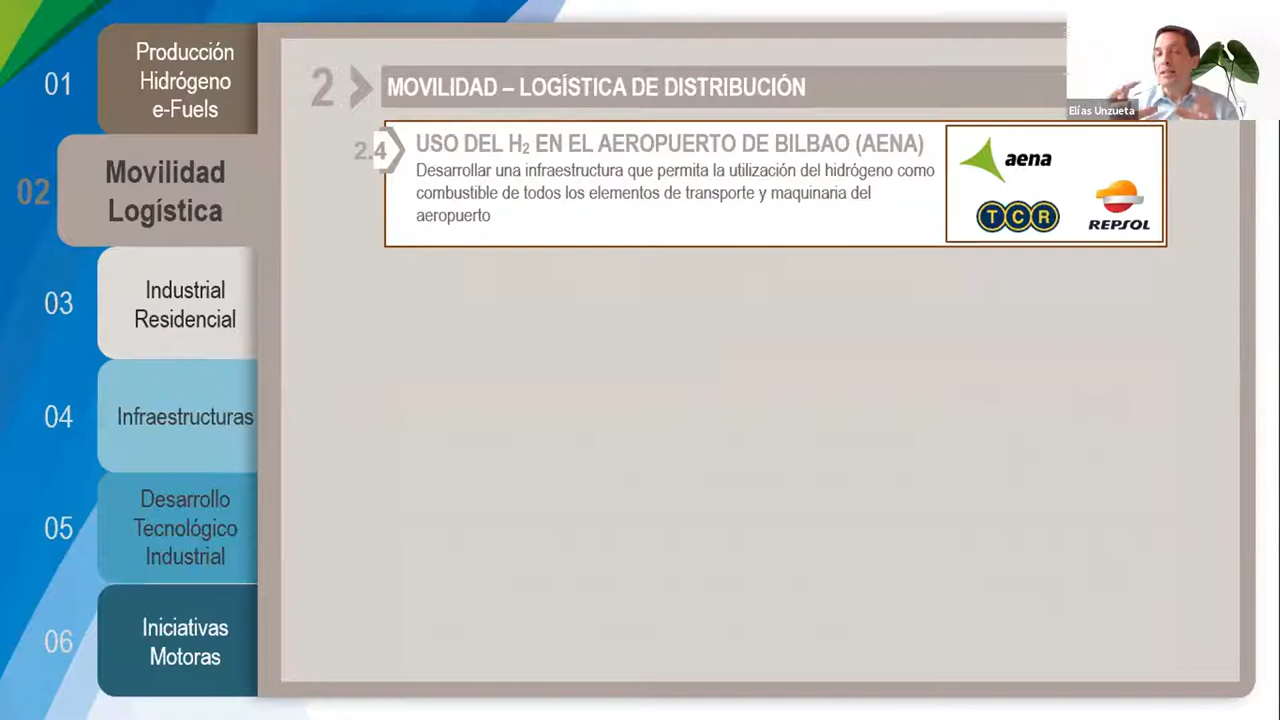 01
Producción
Hidrógeno
e-Fuels
02
Movilidad
Logística
03
Industrial
Residencial
04
Infraestructuras
05
Desarrollo
Tecnológico
Industrial
06
Iniciativas
Motoras
2
MOVILIDAD – LOGÍSTICA DE DISTRIBUCIÓN
2.4
USO DEL H₂ EN EL AEROPUERTO DE BILBAO (AENA)
Desarrollar una infraestructura que permita la utilización del hidrógeno como
combustible de todos los elementos de transporte y maquinaria del
aeropuerto
aena
TCR
REPSOL
Elías Unzueta